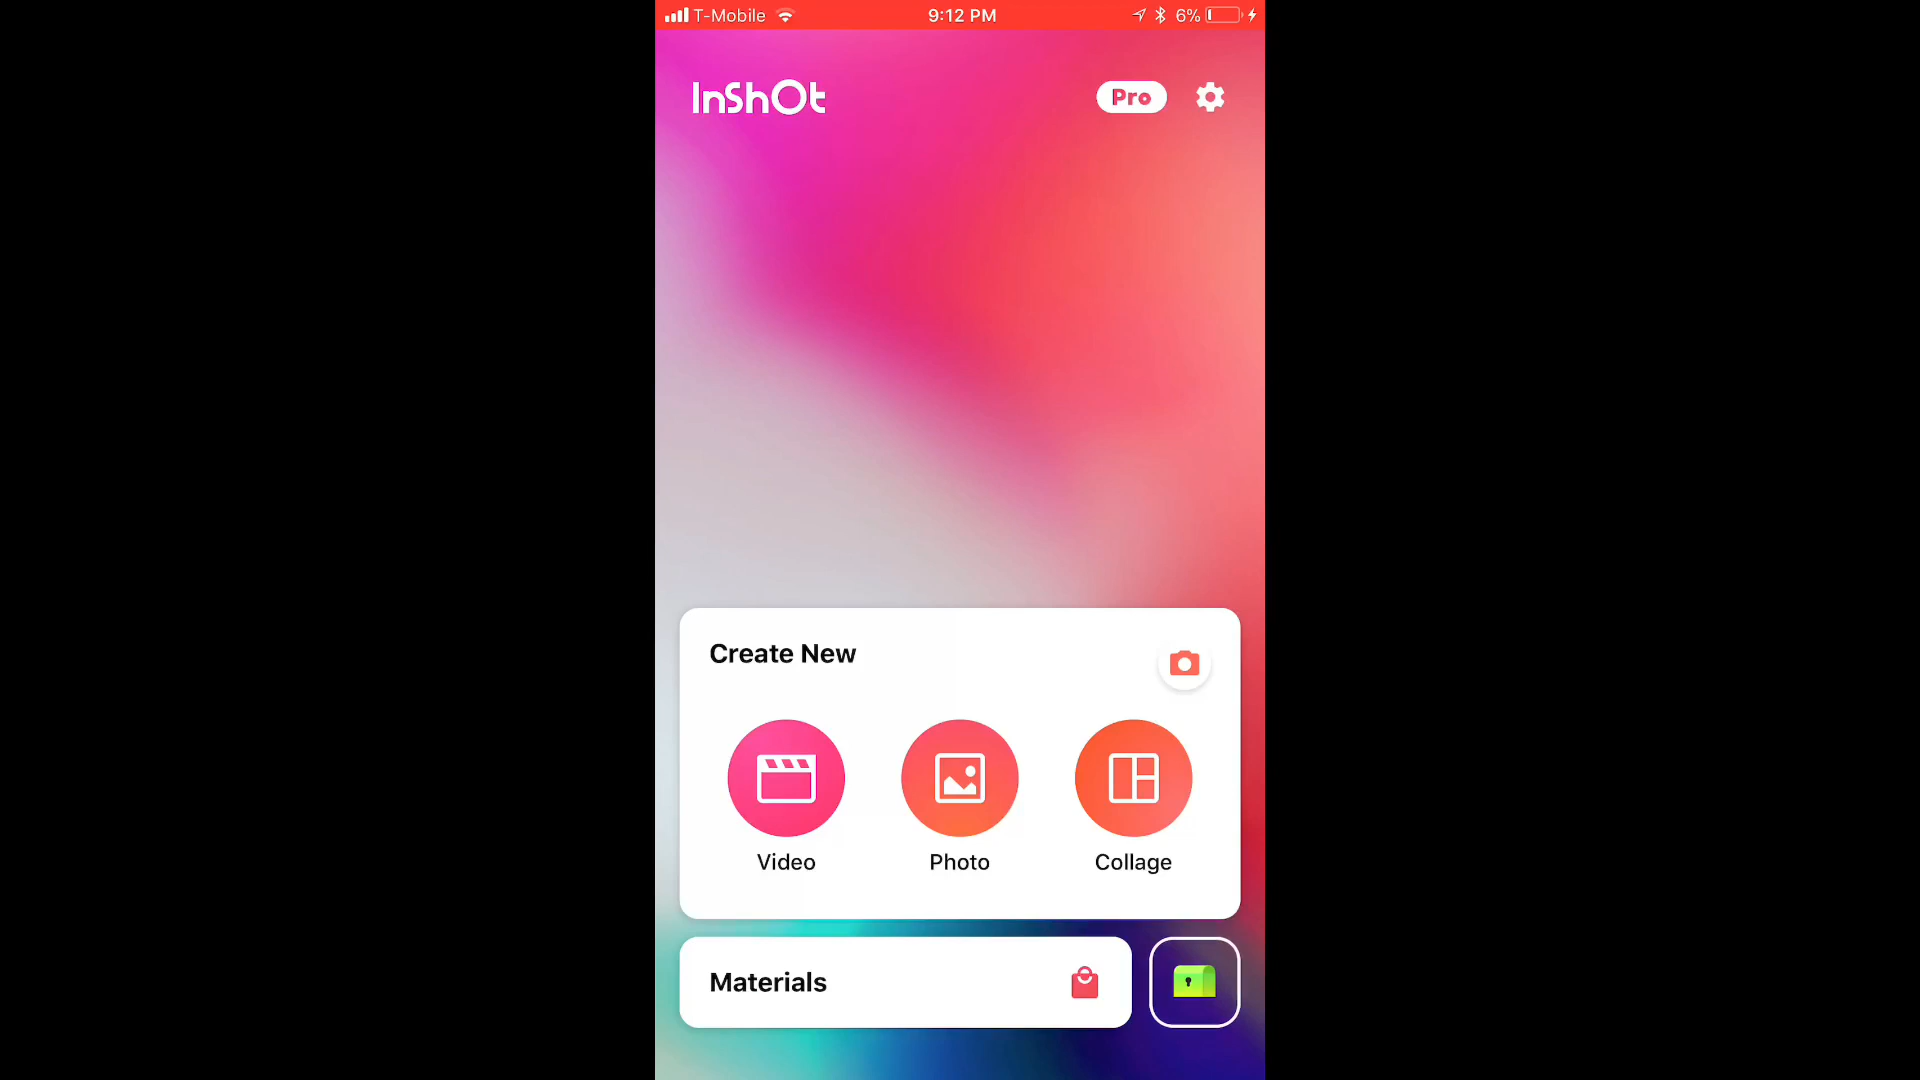 T-Mobile 9:12 PM 6%
InShOt Pro
Create New
Video Photo Collage
Materials